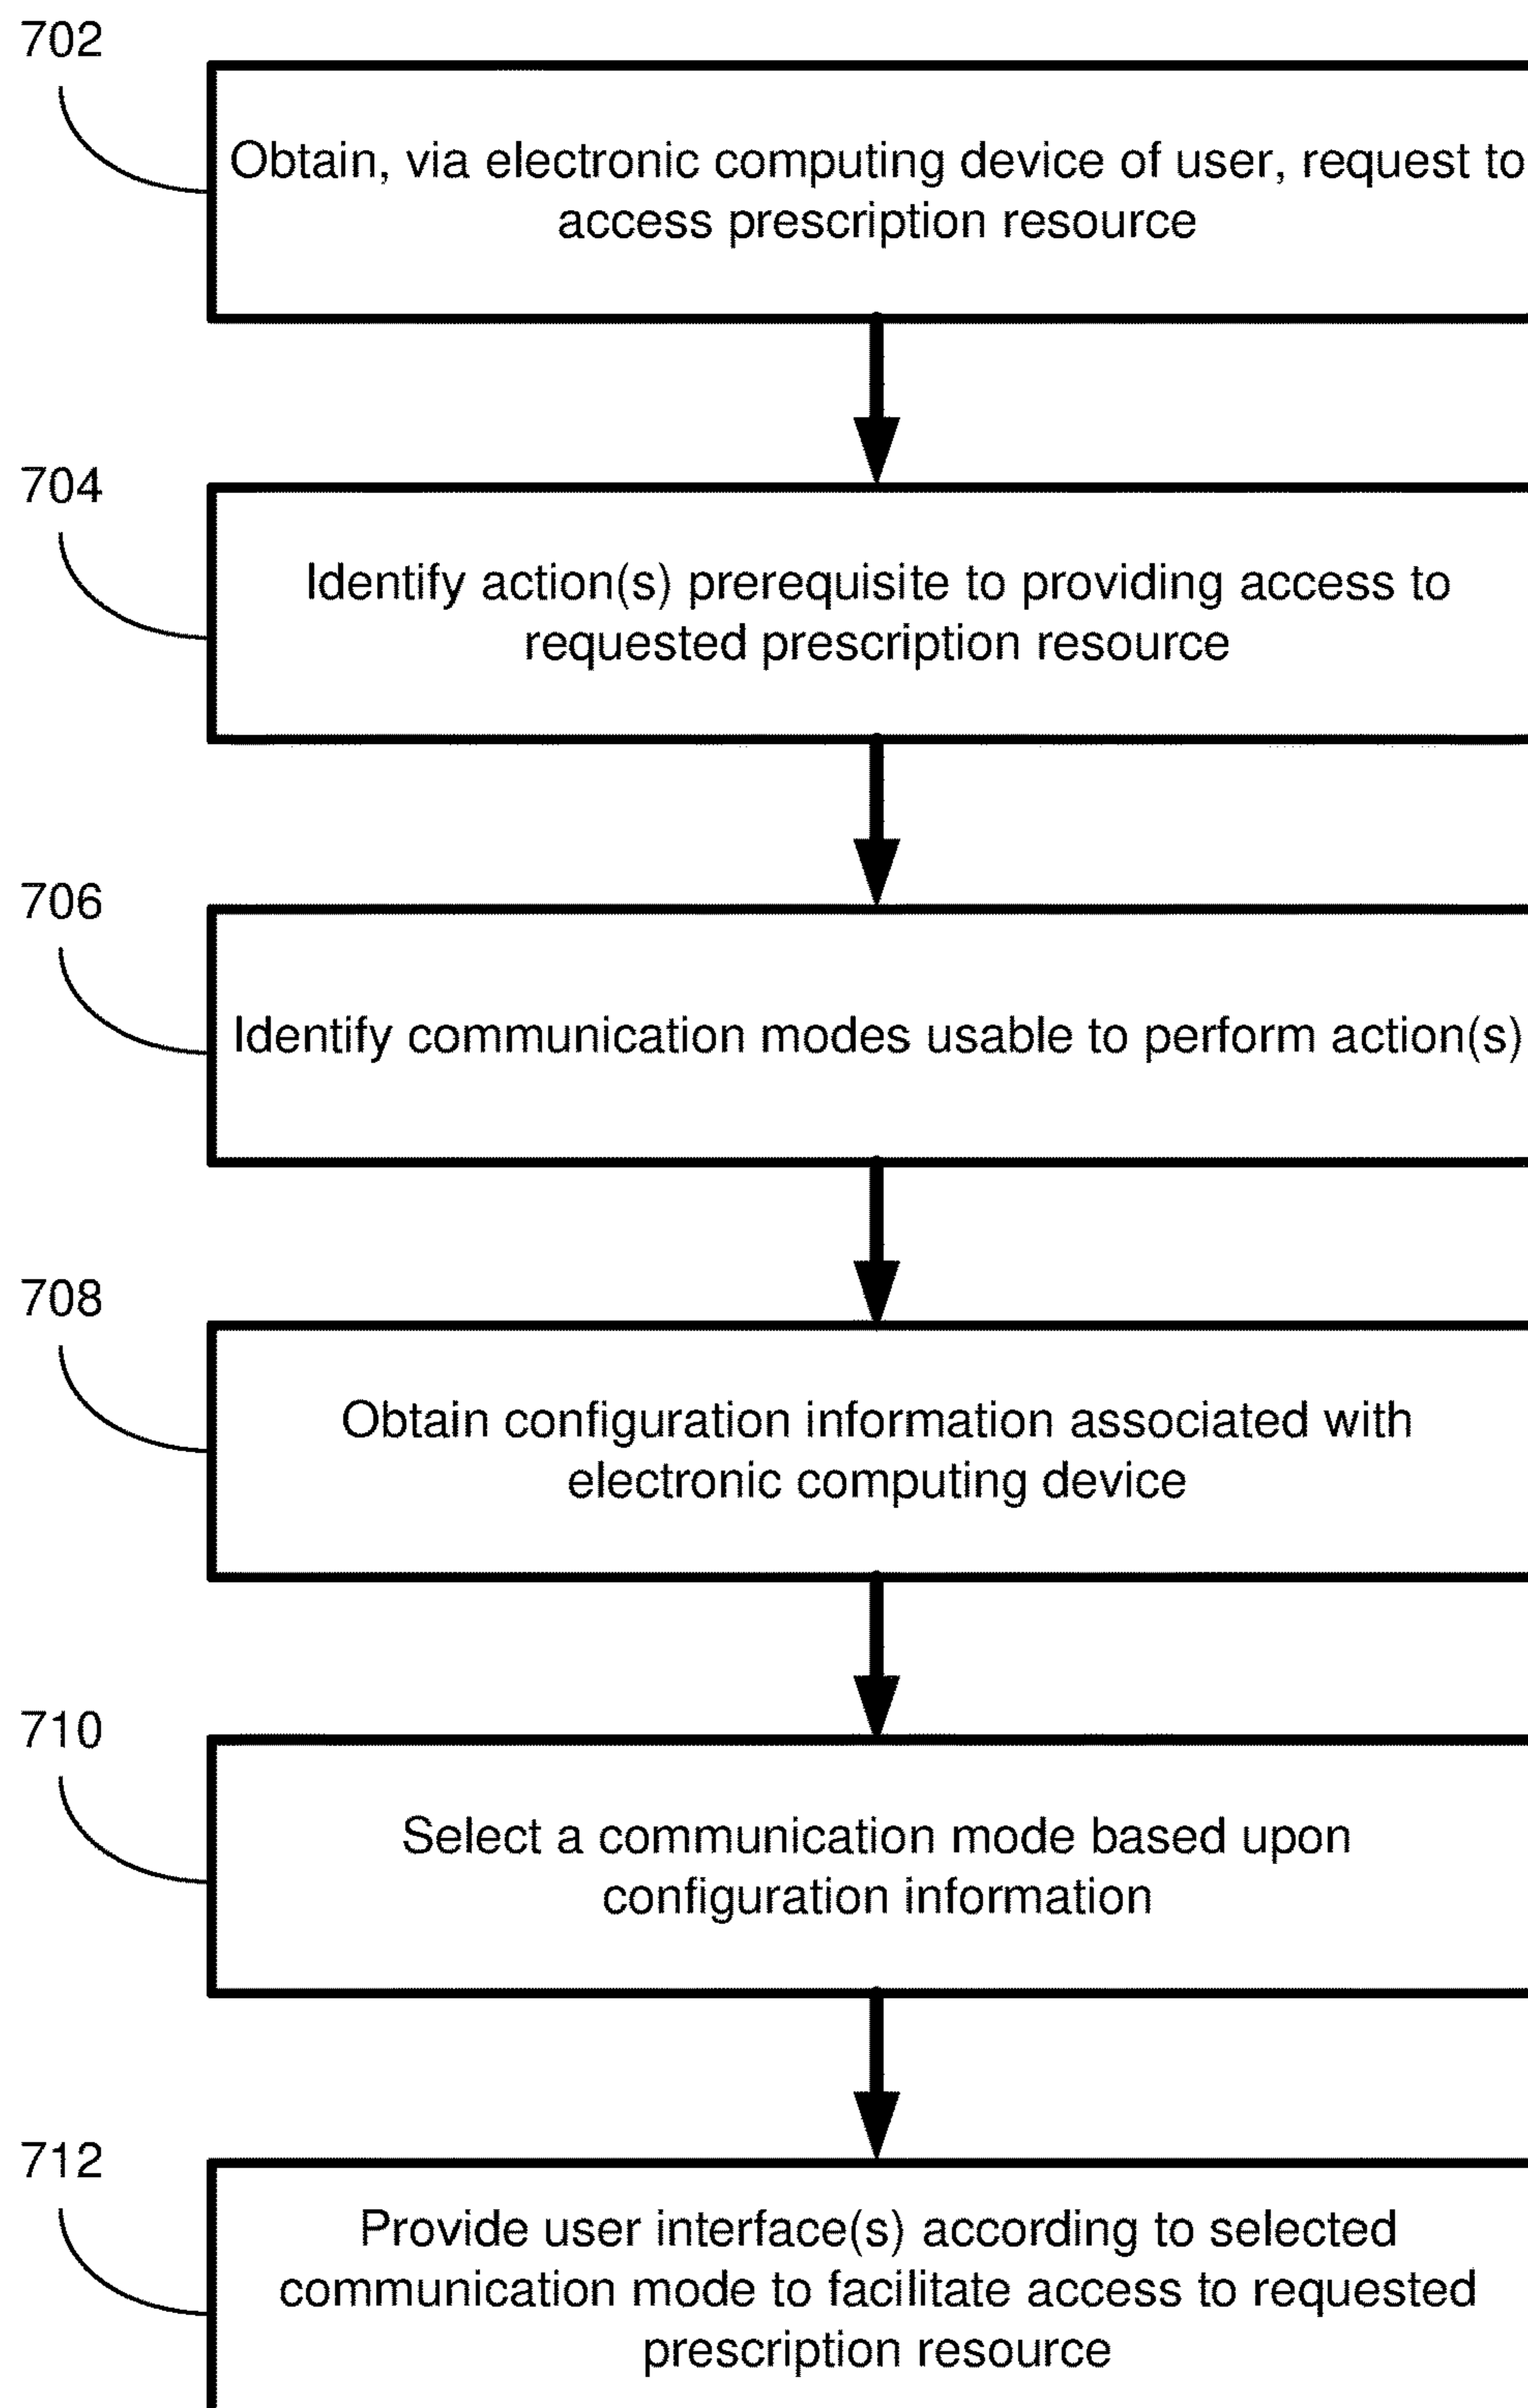 702
Obtain, via electronic computing device of user, request to
access prescription resource
704
Identify action(s) prerequisite to providing access to
requested prescription resource
706
Identify communication modes usable to perform action(s)
708
Obtain configuration information associated with
electronic computing device
710
Select a communication mode based upon
configuration information
712
Provide user interface(s) according to selected
communication mode to facilitate access to requested
prescription resource